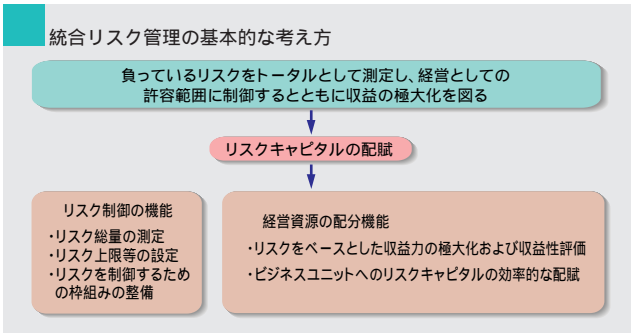 統合リスク管理の基本的な考え方
負っているリスクをトータルとして測定し、経営としての
許容範囲に制御するとともに収益の極大化を図る
リスクキャピタルの配賦
リスク制御の機能
・リスク総量の測定
・リスク上限等の設定
・リスクを制御するため
の枠組みの整備
経営資源の配分機能
・リスクをベースとした収益力の極大化および収益性評価
・ビジネスユニットへのリスクキャピタルの効率的な配賦